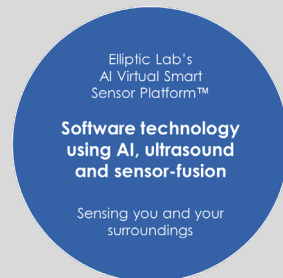 Elliptic Lab's
AI Virtual Smart
Sensor Platform™
Software technology
using AI, ultrasound
and sensor-fusion
Sensing you and your
surroundings